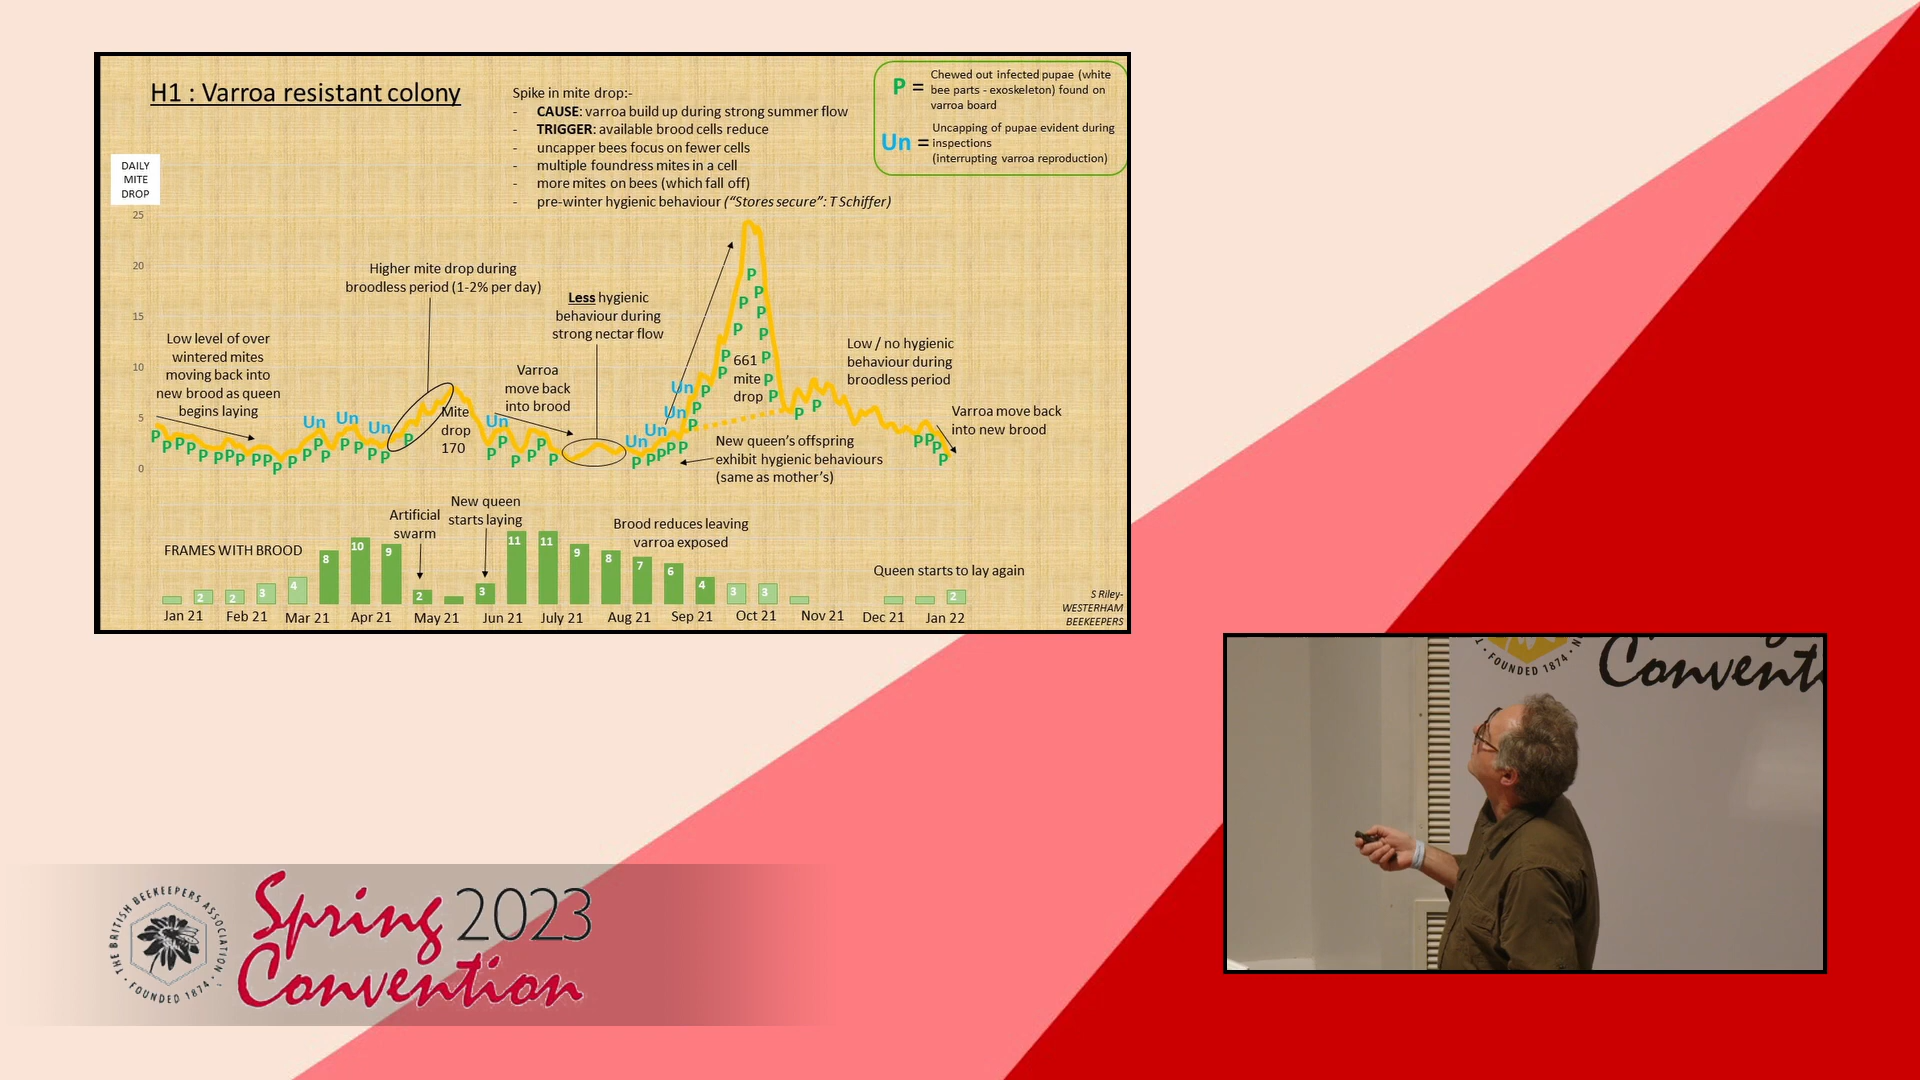 H1 : Varroa resistant colony
Spike in mite drop:-
- CAUSE: varroa build up during strong summer flow
- TRIGGER: available brood cells reduce
- uncapper bees focus on fewer cells
- multiple foundress mites in a cell
- more mites on bees (which fall off)
- pre-winter hygienic behaviour ("Stores secure": T Schiffer)
P = Chewed out infected pupae (white
bee parts - exoskeleton) found on
varroa board
Un = Uncapping of pupae evident during
inspections
(interrupting varroa reproduction)
DAILY
MITE
DROP
25
20
15
10
5
0
Low level of over
wintered mites
moving back into
new brood as queen
begins laying
Higher mite drop during
broodless period (1-2% per day)
Less hygienic
behaviour during
strong nectar flow
Varroa
move back
into brood
Mite
drop
170
661
mite
drop
Low / no hygienic
behaviour during
broodless period
Varroa move back
into new brood
New queen's offspring
exhibit hygienic behaviours
(same as mother's)
Un Un Un Un Un Un Un Un
P P P P P P P P P P P P P P P P P P P P P P P P P P P P P P P P P P P P P P P P P P P P P P P
Artificial
swarm
New queen
starts laying
Brood reduces leaving
varroa exposed
Queen starts to lay again
FRAMES WITH BROOD
2 2 3 4 8 10 9 2 3 11 11 9 8 7 6 4 3 3 2
Jan 21 Feb 21 Mar 21 Apr 21 May 21 Jun 21 July 21 Aug 21 Sep 21 Oct 21 Nov 21 Dec 21 Jan 22
S Riley-
WESTERHAM
BEEKEEPERS
· FOUNDED 1874 ·
Convent
THE BRITISH BEEKEEPERS ASSOCIATION
· FOUNDED 1874 ·
Spring 2023
Convention